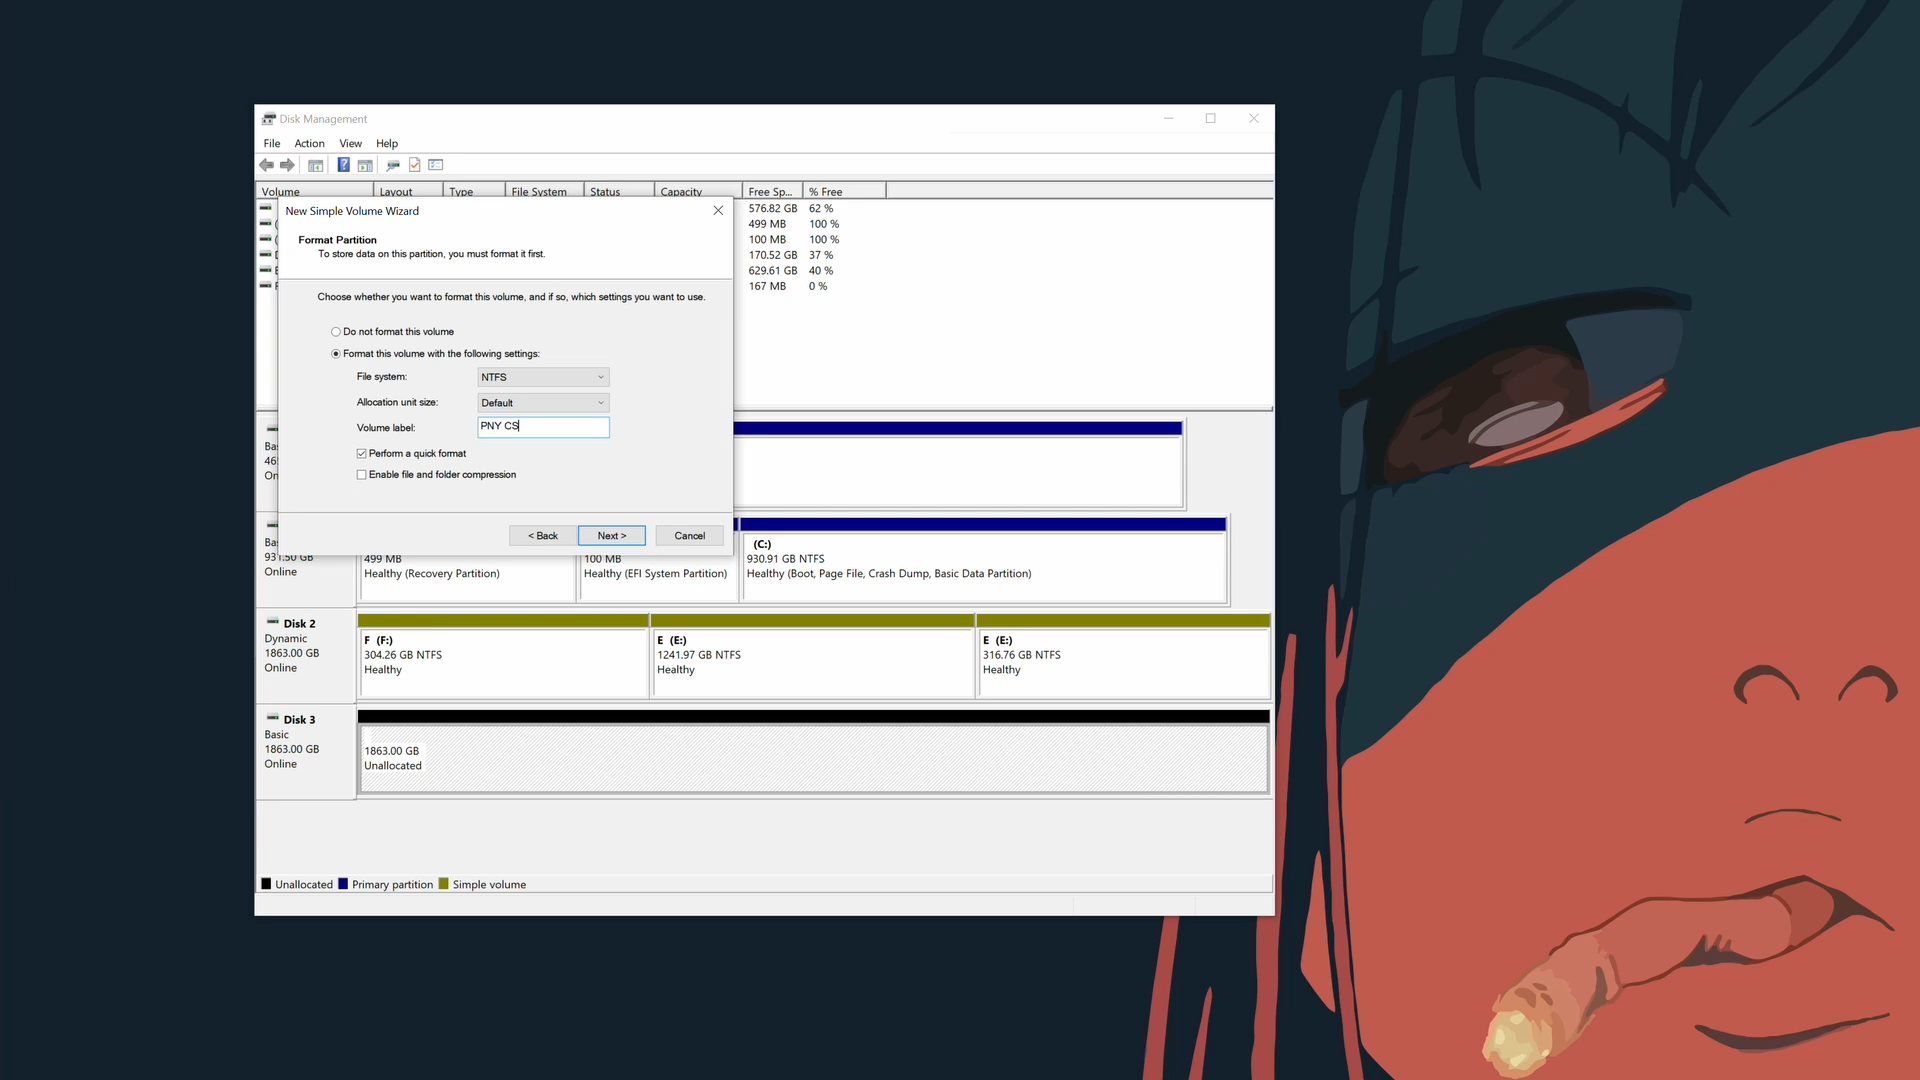 Disk Management
File Action View Help
Volume Layout Type File System Status Capacity Free Sp... % Free
576.82 GB 62 %
499 MB 100 %
100 MB 100 %
170.52 GB 37 %
629.61 GB 40 %
167 MB 0 %
New Simple Volume Wizard
Format Partition
To store data on this partition, you must format it first.
Choose whether you want to format this volume, and if so, which settings you want to use.
Do not format this volume
Format this volume with the following settings:
File system: NTFS
Allocation unit size: Default
Volume label: PNY CS
Perform a quick format
Enable file and folder compression
< Back Next > Cancel
Bas
On
Bas
931.50 GB
Online
499 MB
Healthy (Recovery Partition)
100 MB
Healthy (EFI System Partition)
(C:)
930.91 GB NTFS
Healthy (Boot, Page File, Crash Dump, Basic Data Partition)
Disk 2
Dynamic
1863.00 GB
Online
F (F:)
304.26 GB NTFS
Healthy
E (E:)
1241.97 GB NTFS
Healthy
E (E:)
316.76 GB NTFS
Healthy
Disk 3
Basic
1863.00 GB
Online
1863.00 GB
Unallocated
Unallocated Primary partition Simple volume